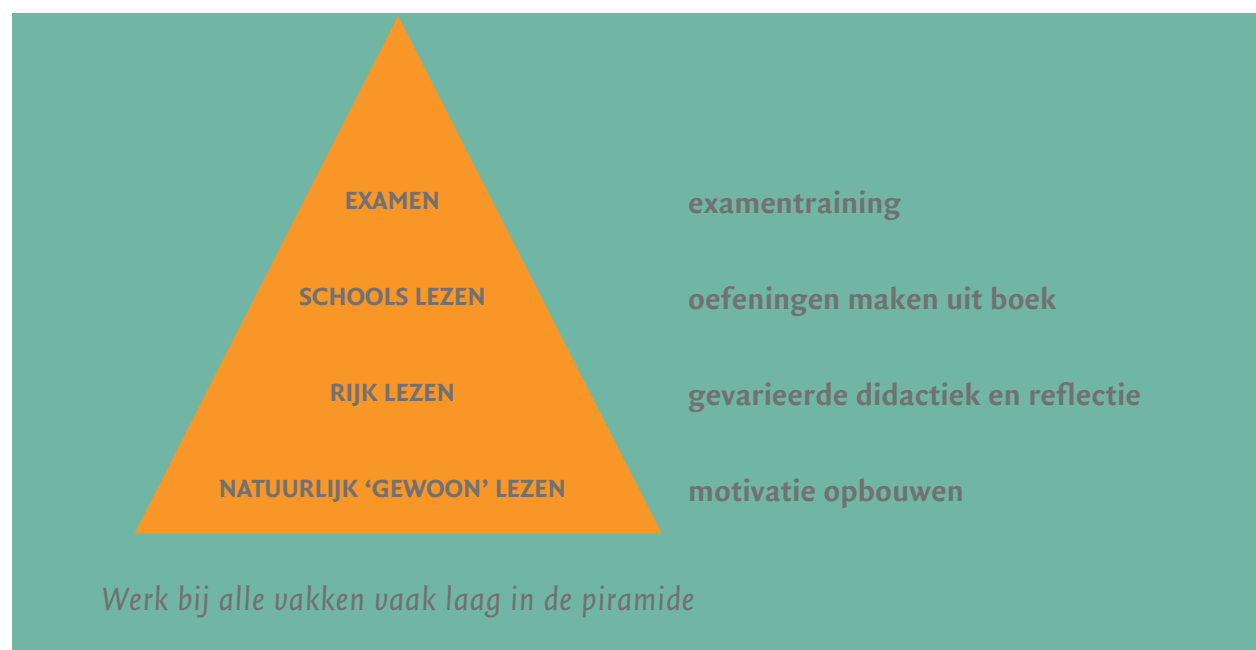 EXAMEN examentraining
SCHOOLS LEZEN oefeningen maken uit boek
RIJK LEZEN gevarieerde didactiek en reflectie
NATUURLIJK ‘GEWOON’ LEZEN motivatie opbouwen
Werk bij alle vakken vaak laag in de piramide